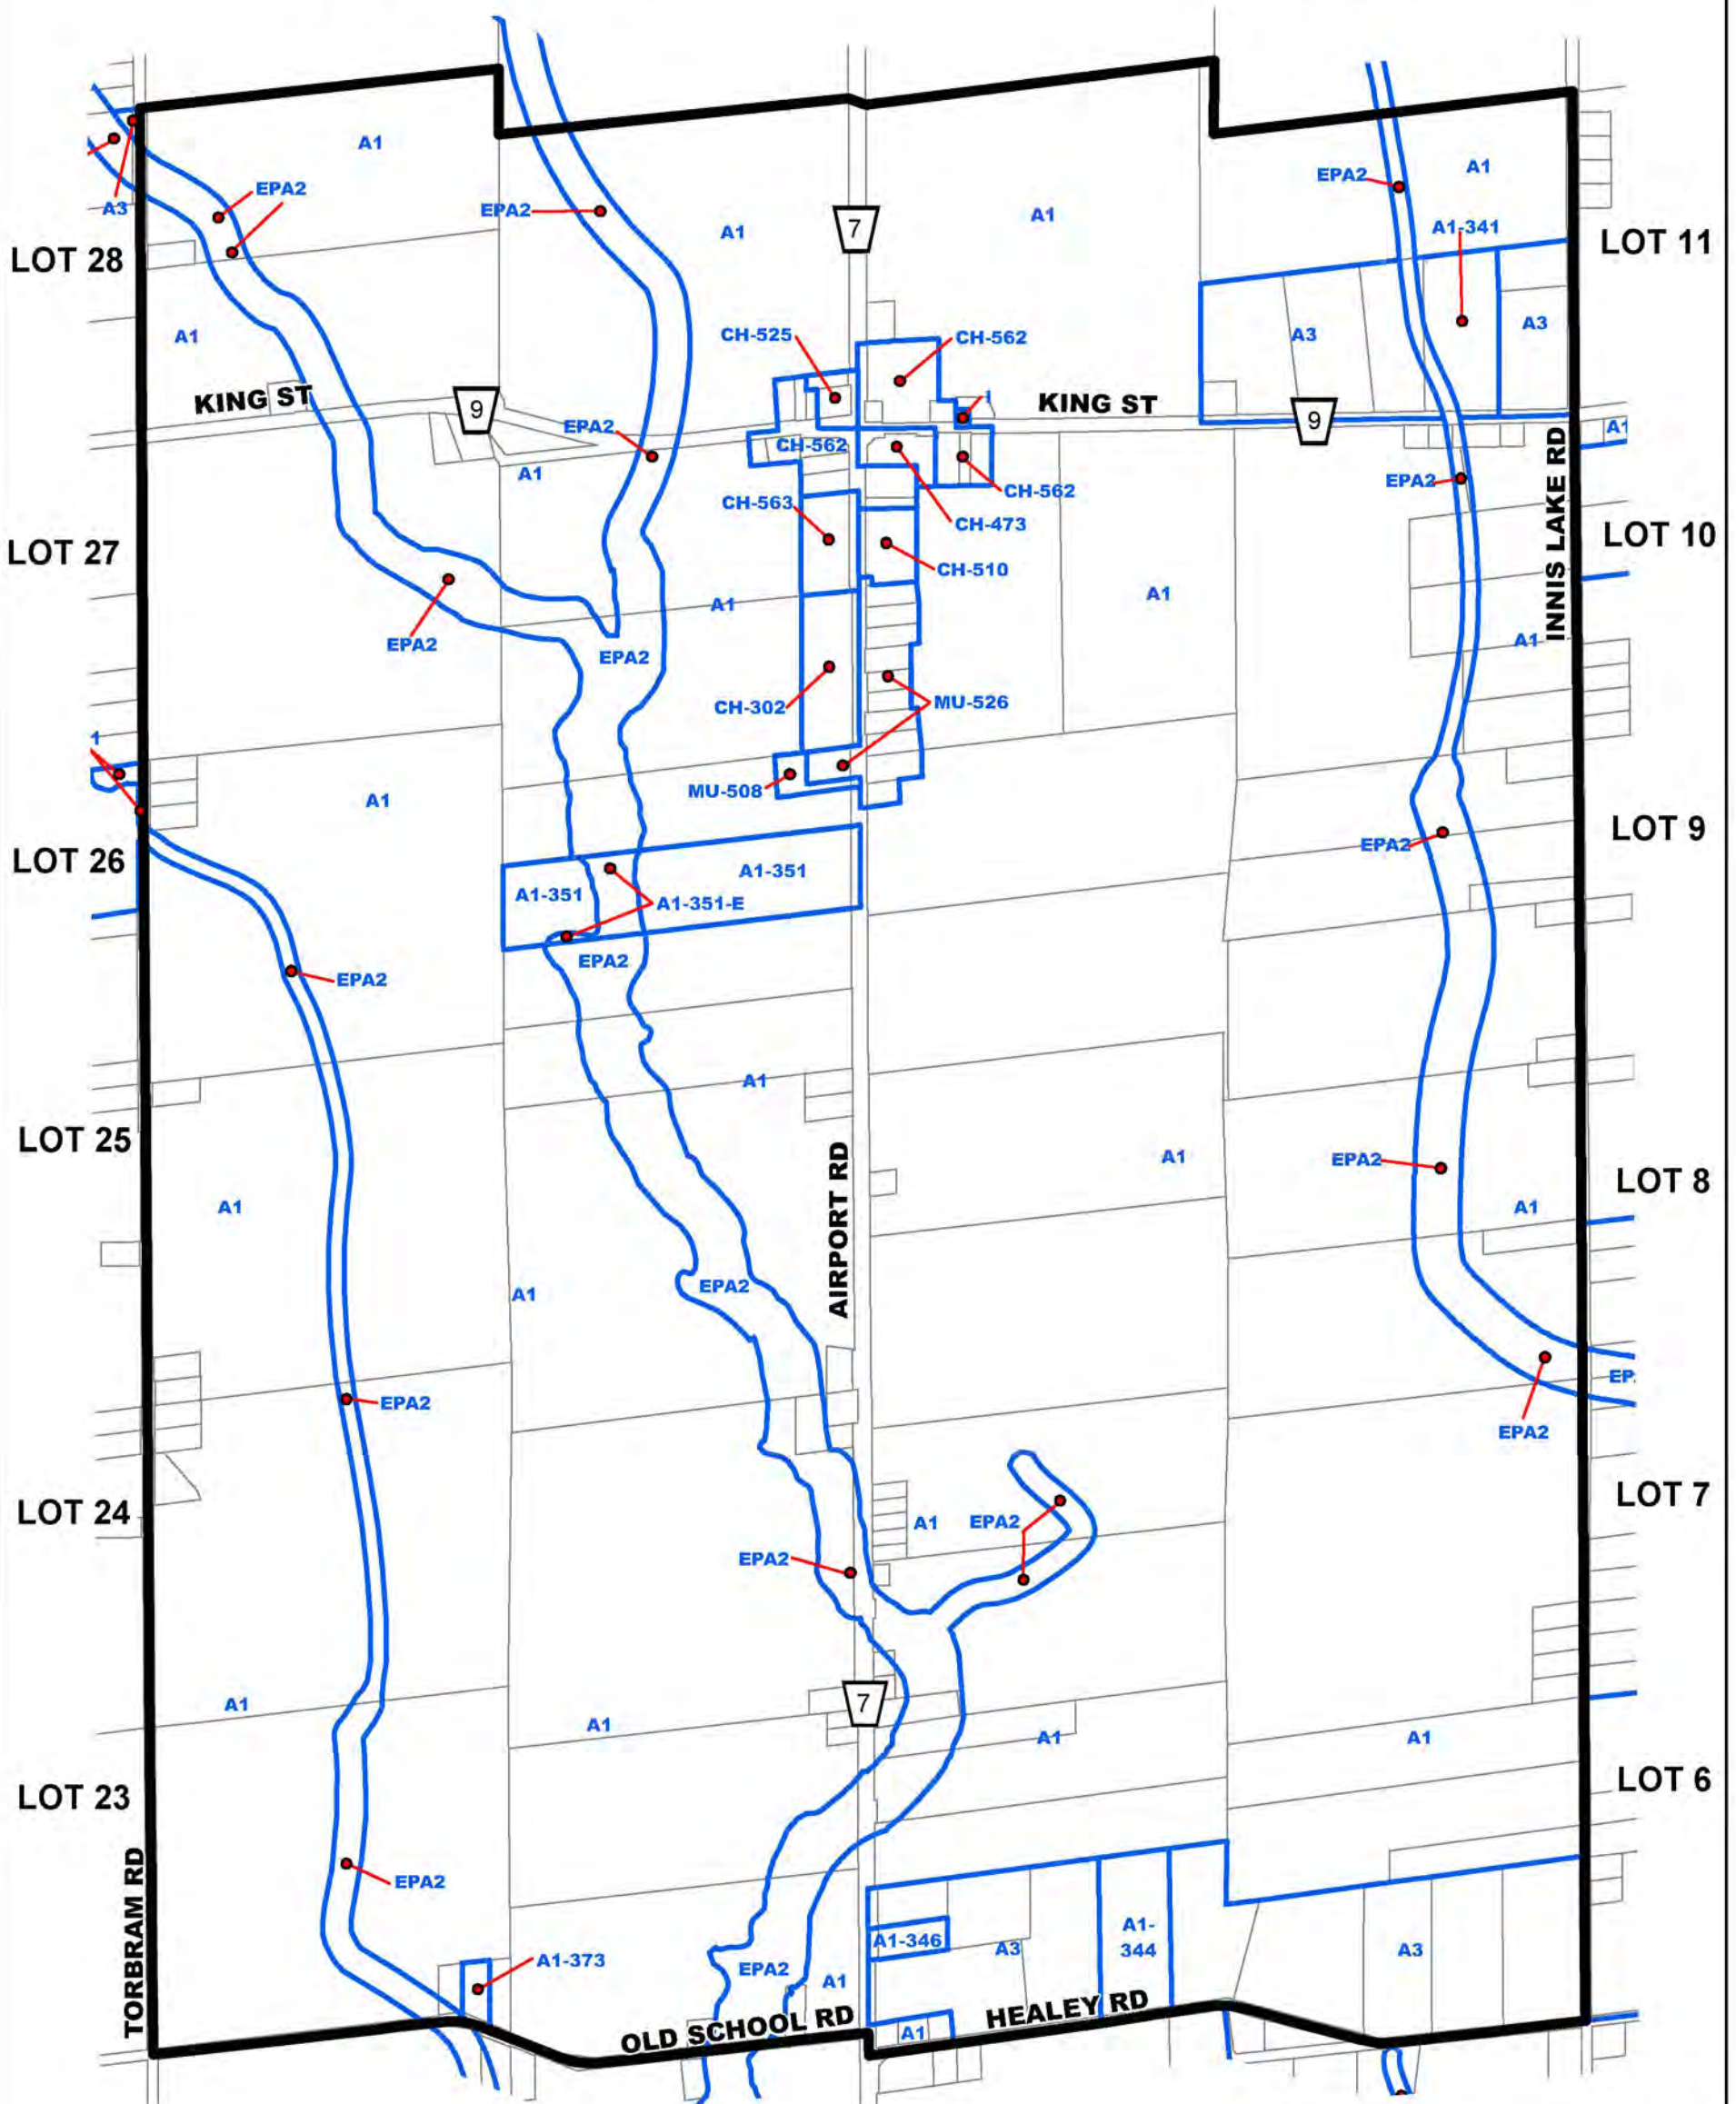 A1
EPA2
A3
EPA2
A1
7
A1
EPA2
A1
A1-341
LOT 28
LOT 11
A1
CH-525
CH-562
A3
A3
KING ST
9
EPA2
1
KING ST
9
A1
CH-562
A1
CH-562
EPA2
INNIS LAKE RD
CH-563
CH-473
LOT 27
LOT 10
CH-510
A1
A1
EPA2
EPA2
A1
CH-302
MU-526
1
MU-508
A1
EPA2
LOT 26
LOT 9
A1-351
A1-351
A1-351-E
EPA2
EPA2
A1
LOT 25
AIRPORT RD
A1
EPA2
LOT 8
A1
A1
EPA2
A1
EP
EPA2
EPA2
LOT 24
LOT 7
A1
EPA2
EPA2
A1
7
A1
A1
A1
LOT 23
LOT 6
EPA2
TORBRAM RD
A1-346
A3
A1-
344
A3
A1-373
EPA2
A1
OLD SCHOOL RD
HEALEY RD
A1